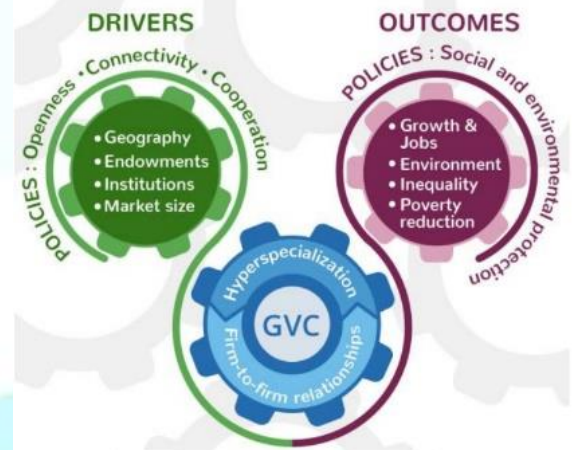 DRIVERS
POLICIES : Openness • Connectivity • Cooperation
• Geography
• Endowments
• Institutions
• Market size
OUTCOMES
POLICIES : Social and environmental protection
• Growth &
Jobs
• Environment
• Inequality
• Poverty
reduction
Hyperspecialization
GVC
Firm-to-firm relationships